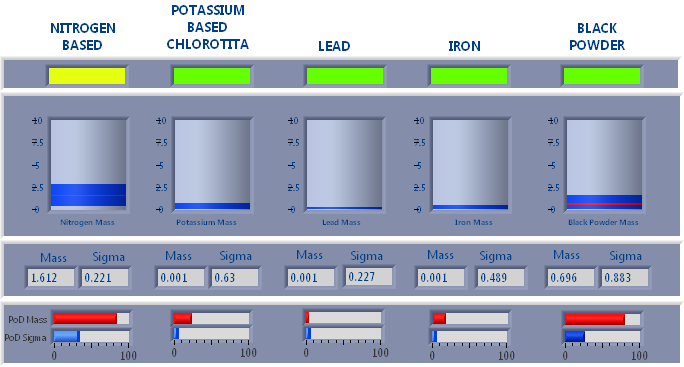 NITROGEN
BASED
POTASSIUM
BASED
CHLOROTITA
LEAD
IRON
BLACK
POWDER
10
7.5
5
2.5
0
Nitrogen Mass
10
7.5
5
2.5
0
Potassium Mass
10
7.5
5
2.5
0
Lead Mass
10
7.5
5
2.5
0
Iron Mass
10
7.5
5
2.5
0
Black Powder Mass
Mass Sigma
1.612 0.221
Mass Sigma
0.001 0.63
Mass Sigma
0.001 0.227
Mass Sigma
0.001 0.489
Mass Sigma
0.696 0.883
PoD Mass
PoD Sigma
0 100
0 100
0 100
0 100
0 100